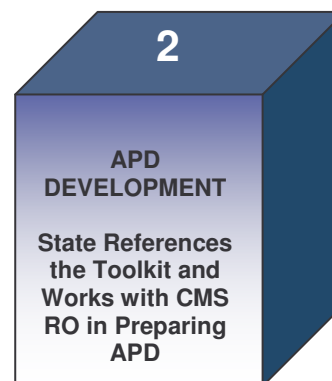 2
APD
DEVELOPMENT
State References
the Toolkit and
Works with CMS
RO in Preparing
APD